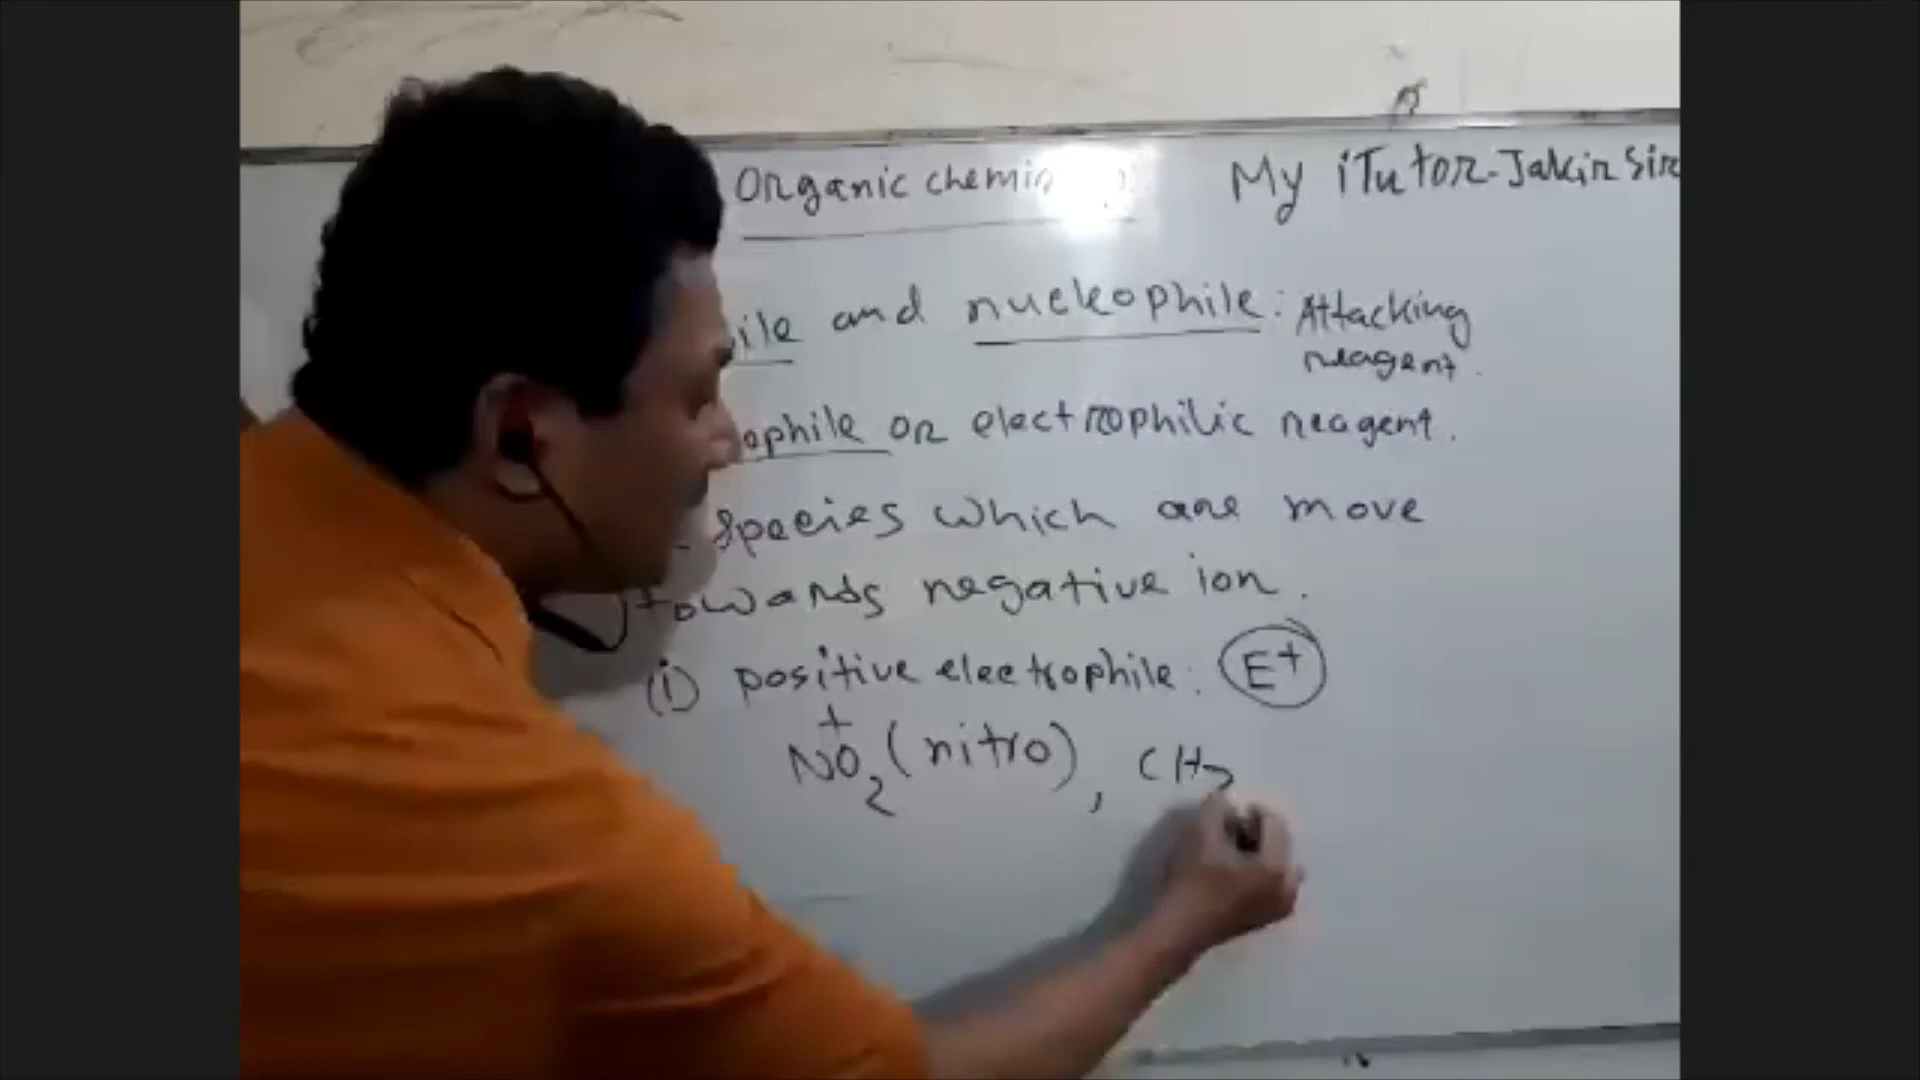 Organic chemis
My iTutor-Jakir Sir
ile and nucleophile: Attacking
reagent.
ophile or electrophilic reagent.
species which are move
towards negative ion.
(i) positive electrophile: E+
+
NO2 (nitro), CH3